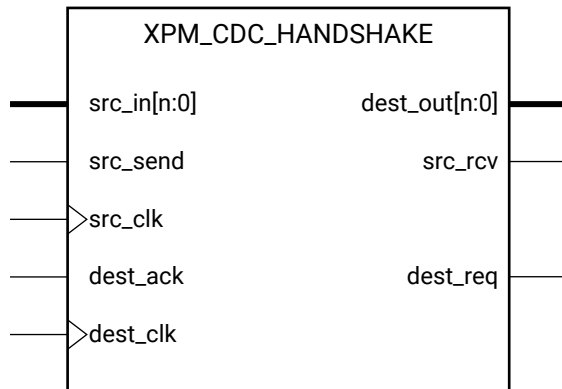 XPM_CDC_HANDSHAKE
src_in[n:0] dest_out[n:0]
src_send src_rcv
src_clk
dest_ack dest_req
dest_clk